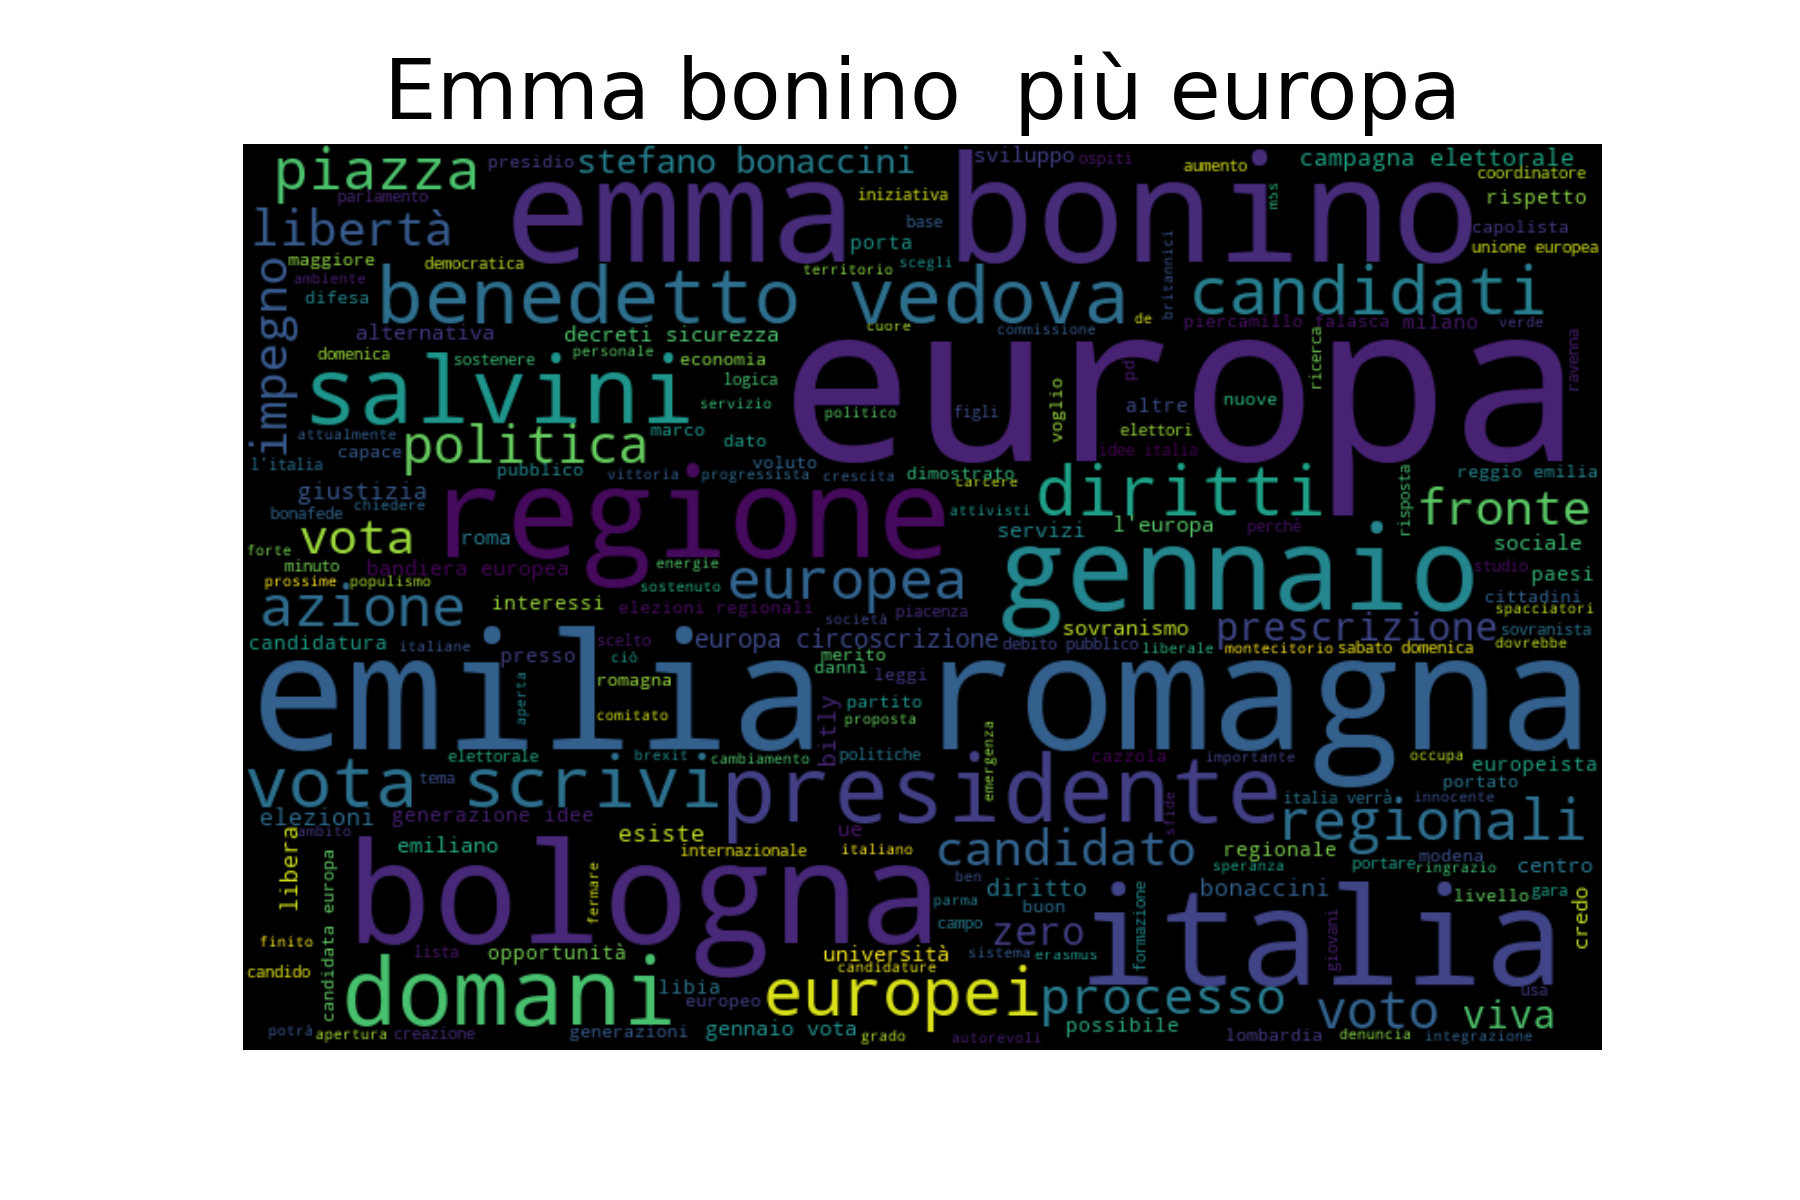 Emma bonino  più europa
piazza
presidio
stefano bonaccini
sviluppo
ospiti
aumento
campagna elettorale
coordinatore
parlamento
emma bonino
iniziativa
m5s
rispetto
libertà
base
capolista
porta
britannici
unione europea
maggiore
democratica
territorio
scegli
impegno
ambiente
difesa
benedetto vedova
candidati
alternativa
decreti sicurezza
cuore
commissione
de
piercamillo falasca
milano
verde
domenica
sostenere
personale
economia
europa
ricerca
ravenna
salvini
logica
pd
servizio
politico
figli
voglio
altre
nuove
attualmente
politica
marco
dato
elettori
capace
idee italia
l'italia
pubblico
vittoria
progressista
voluto
crescita
dimostrato
carcere
diritti
risposta
reggio emilia
giustizia
regione
fronte
bonafede
chiedere
attivisti
vota
roma
servizi
l'europa
perchè
forte
sociale
minuto
bandiera europea
energie
gennaio
studio
paesi
prossime
populismo
sostenuto
europea
azione
interessi
elezioni regionali
piacenza
cittadini
spacciatori
società
sovranismo
prescrizione
sovranista
candidatura
italiane
scelto
europa circoscrizione
debito pubblico
liberale
montecitorio
sabato domenica
dovrebbe
presso
ciò
merito
danni
leggi
emilia romagna
aperta
romagna
bitly
partito
comitato
proposta
emergenza
elettorale
brexit
cambiamento
politiche
cazzola
importante
occupa
europeista
vota scrivi
tema
presidente
portato
elezioni
generazione idee
sfide
italia verrà
innocente
regionali
libera
ambito
esiste
ue
emiliano
internazionale
italiano
candidato
regionale
modena
speranza
portare
ringrazio
centro
bologna
candidata europa
fermare
ben
diritto
formazione
bonaccini
italia
livello
gara
parma
buon
credo
campo
zero
giovani
finito
lista
opportunità
università
sistema
erasmus
candido
domani
candidature
libia
europeo
europei
processo
usa
voto
viva
potrà
apertura
creazione
generazioni
gennaio vota
grado
autorevoli
possibile
lombardia
denuncia
integrazione